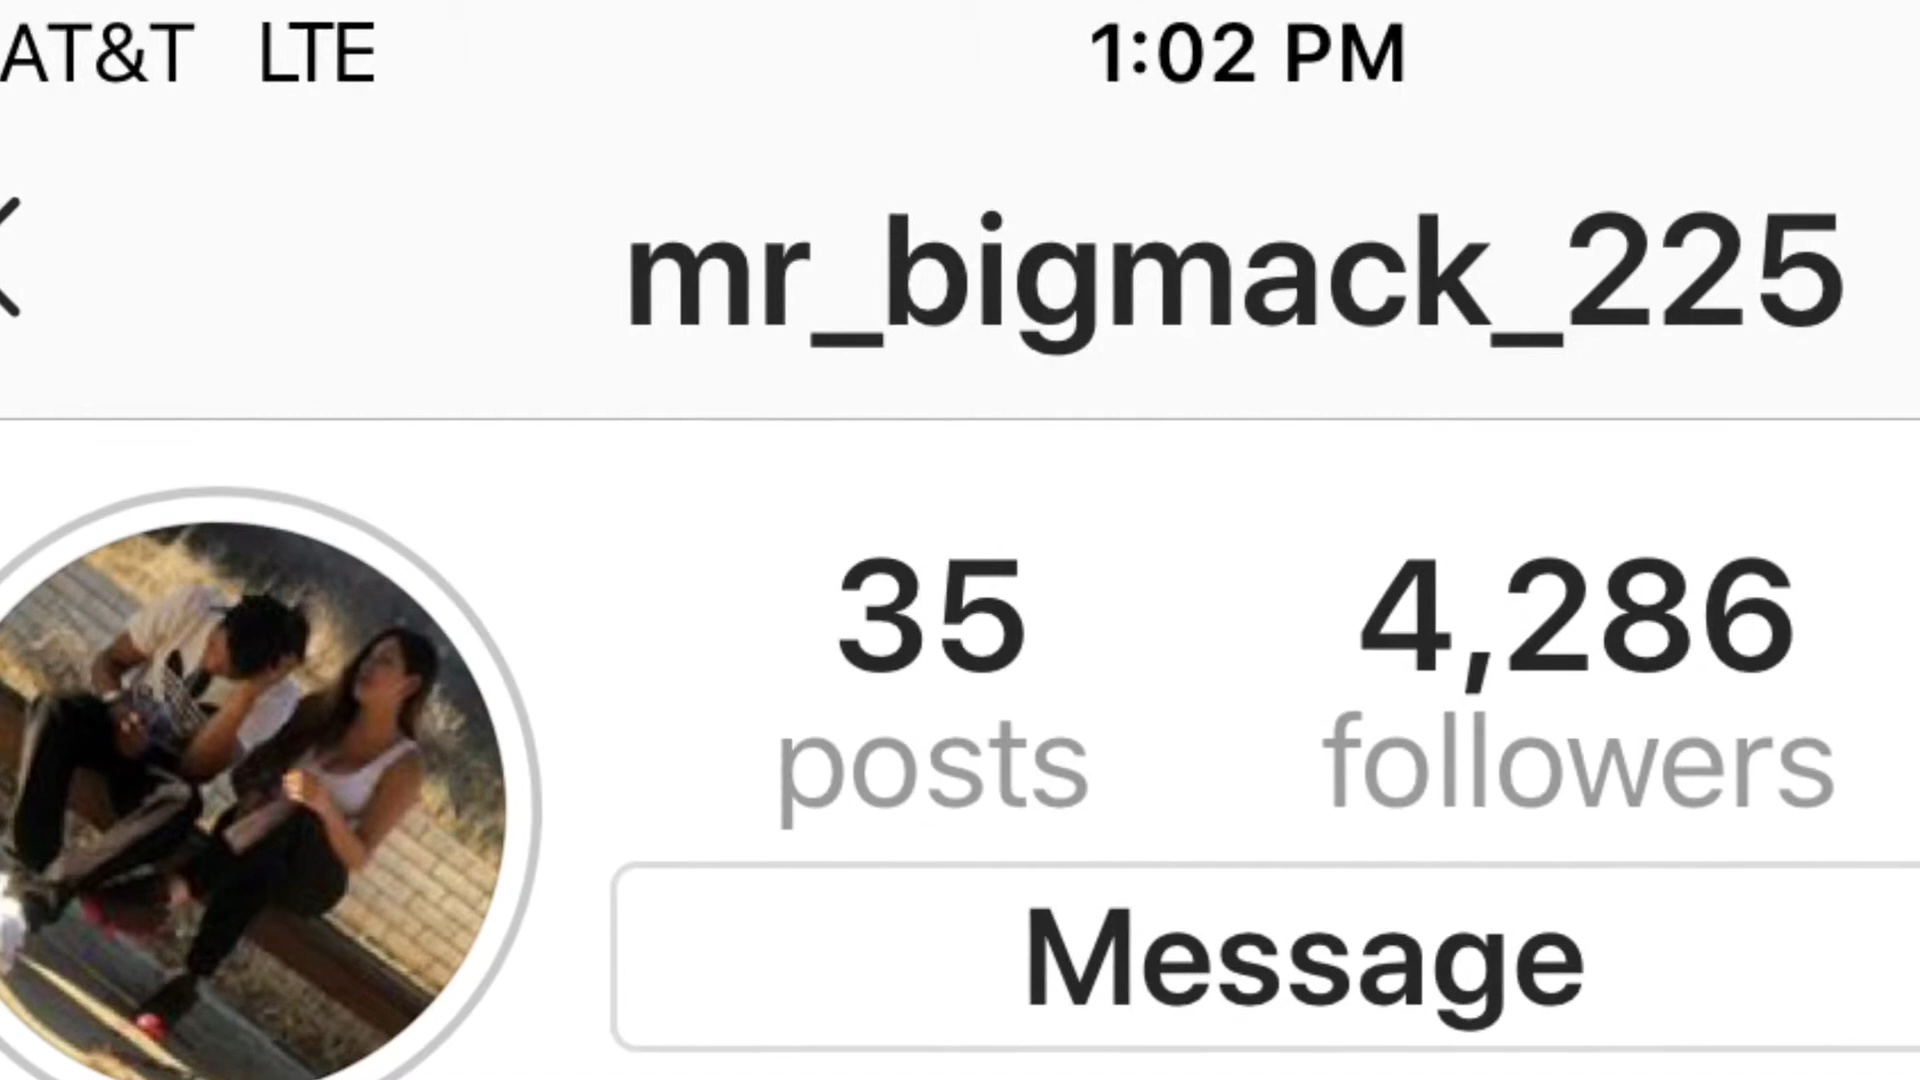 AT&T LTE 1:02 PM
mr_bigmack_225
35 4,286
posts followers
Message